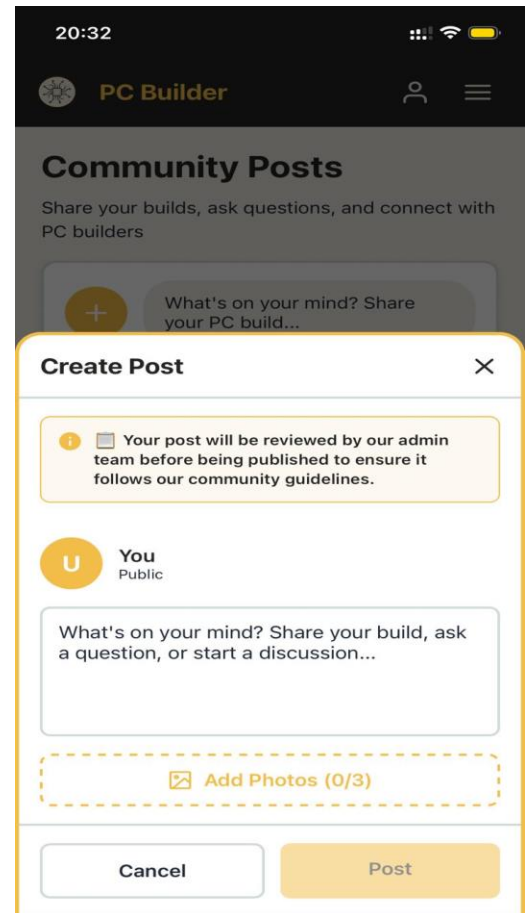 20:32
PC Builder
Community Posts
Share your builds, ask questions, and connect with
PC builders
+
What's on your mind? Share
your PC build...
Create Post
📋 Your post will be reviewed by our admin
team before being published to ensure it
follows our community guidelines.
U
You
Public
What's on your mind? Share your build, ask
a question, or start a discussion...
Add Photos (0/3)
Cancel
Post